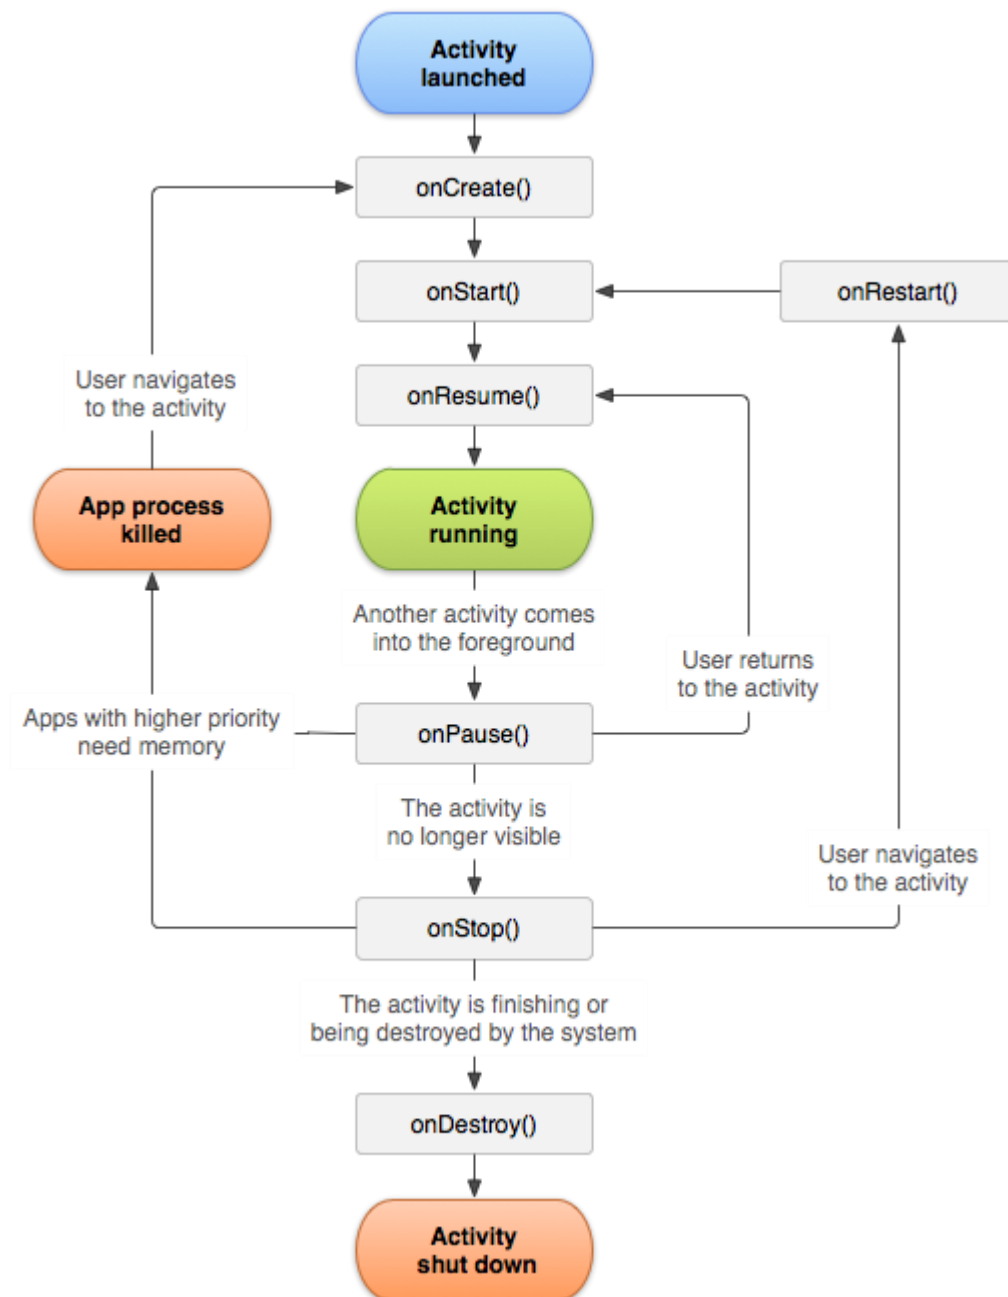 Activity
launched
onCreate()
onStart()
onRestart()
User navigates
to the activity
onResume()
App process
killed
Activity
running
Another activity comes
into the foreground
User returns
to the activity
Apps with higher priority
need memory
onPause()
The activity is
no longer visible
User navigates
to the activity
onStop()
The activity is finishing or
being destroyed by the system
onDestroy()
Activity
shut down